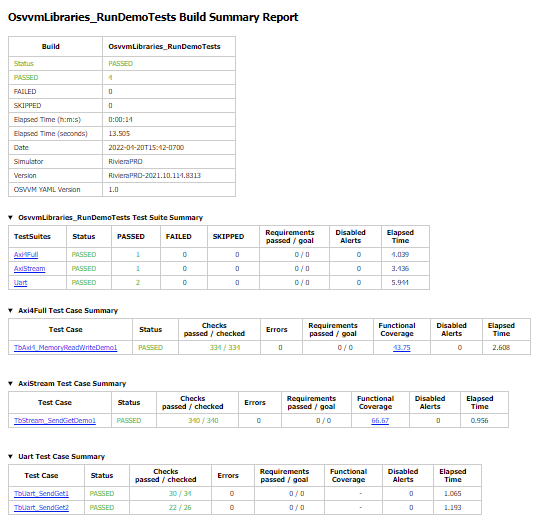 OsvvmLibraries_RunDemoTests Build Summary Report
Build OsvvmLibraries_RunDemoTests
Status PASSED
PASSED 4
FAILED 0
SKIPPED 0
Elapsed Time (h:m:s) 0:00:14
Elapsed Time (seconds) 13.505
Date 2022-04-20T15:42-0700
Simulator RivieraPRO
Version RivieraPRO-2021.10.114.8313
OSVVM YAML Version 1.0
▼ OsvvmLibraries_RunDemoTests Test Suite Summary
TestSuites Status PASSED FAILED SKIPPED Requirements passed / goal Disabled Alerts Elapsed Time
Axi4Full PASSED 1 0 0 0 / 0 0 4.039
AxiStream PASSED 1 0 0 0 / 0 0 3.436
Uart PASSED 2 0 0 0 / 0 0 5.944
▼ Axi4Full Test Case Summary
Test Case Status Checks passed / checked Errors Requirements passed / goal Functional Coverage Disabled Alerts Elapsed Time
TbAxi4_MemoryReadWriteDemo1 PASSED 334 / 334 0 0 / 0 43.75 0 2.608
▼ AxiStream Test Case Summary
Test Case Status Checks passed / checked Errors Requirements passed / goal Functional Coverage Disabled Alerts Elapsed Time
TbStream_SendGetDemo1 PASSED 340 / 340 0 0 / 0 66.67 0 0.956
▼ Uart Test Case Summary
Test Case Status Checks passed / checked Errors Requirements passed / goal Functional Coverage Disabled Alerts Elapsed Time
TbUart_SendGet1 PASSED 30 / 34 0 0 / 0 - 0 1.065
TbUart_SendGet2 PASSED 22 / 26 0 0 / 0 - 0 1.193